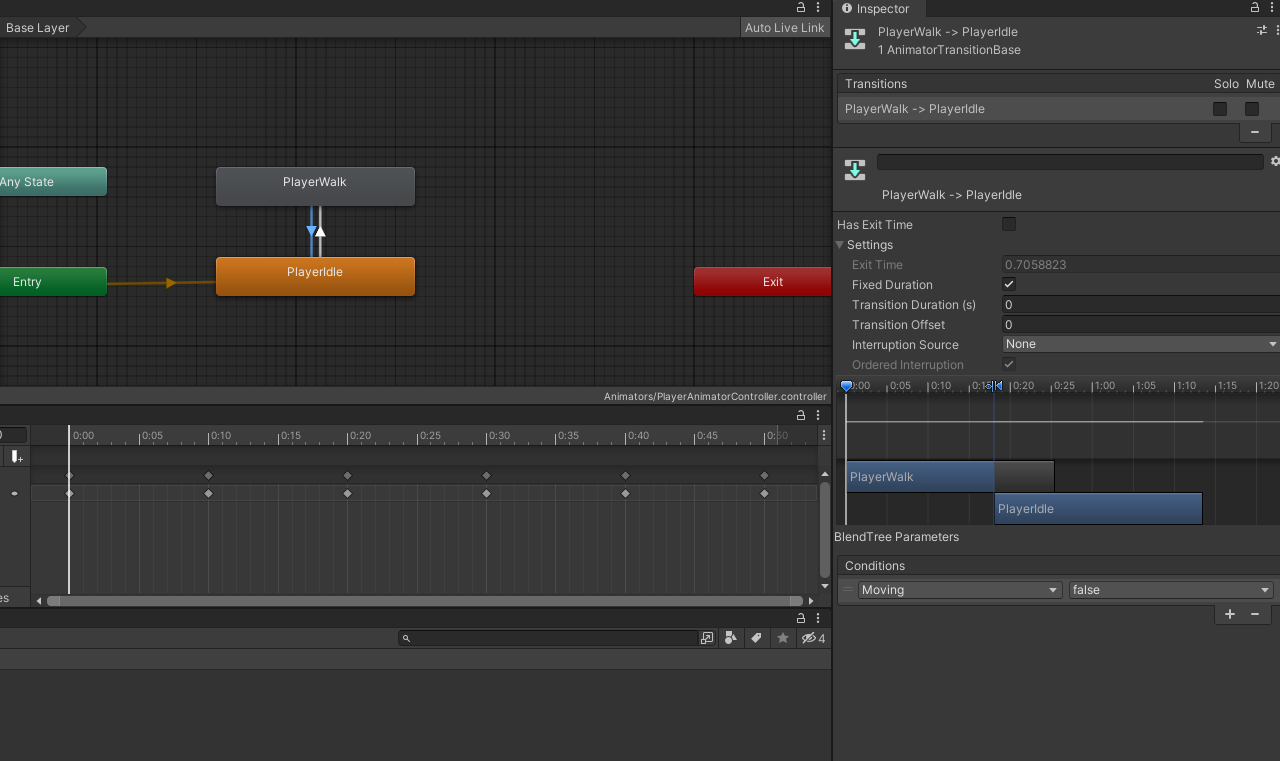 Base Layer
Auto Live Link
Any State
PlayerWalk
PlayerIdle
Entry
Exit
Animators/PlayerAnimatorController.controller
0:00 0:05 0:10 0:15 0:20 0:25 0:30 0:35 0:40 0:45 0:50
4
Inspector
PlayerWalk -> PlayerIdle
1 AnimatorTransitionBase
Transitions Solo Mute
PlayerWalk -> PlayerIdle
PlayerWalk -> PlayerIdle
Has Exit Time
Settings
Exit Time 0.7058823
Fixed Duration
Transition Duration (s) 0
Transition Offset 0
Interruption Source None
Ordered Interruption
0:05 0:10 0:20 0:25 1:00 1:05 1:10 1:15 1:20
PlayerWalk
PlayerIdle
BlendTree Parameters
Conditions
Moving false